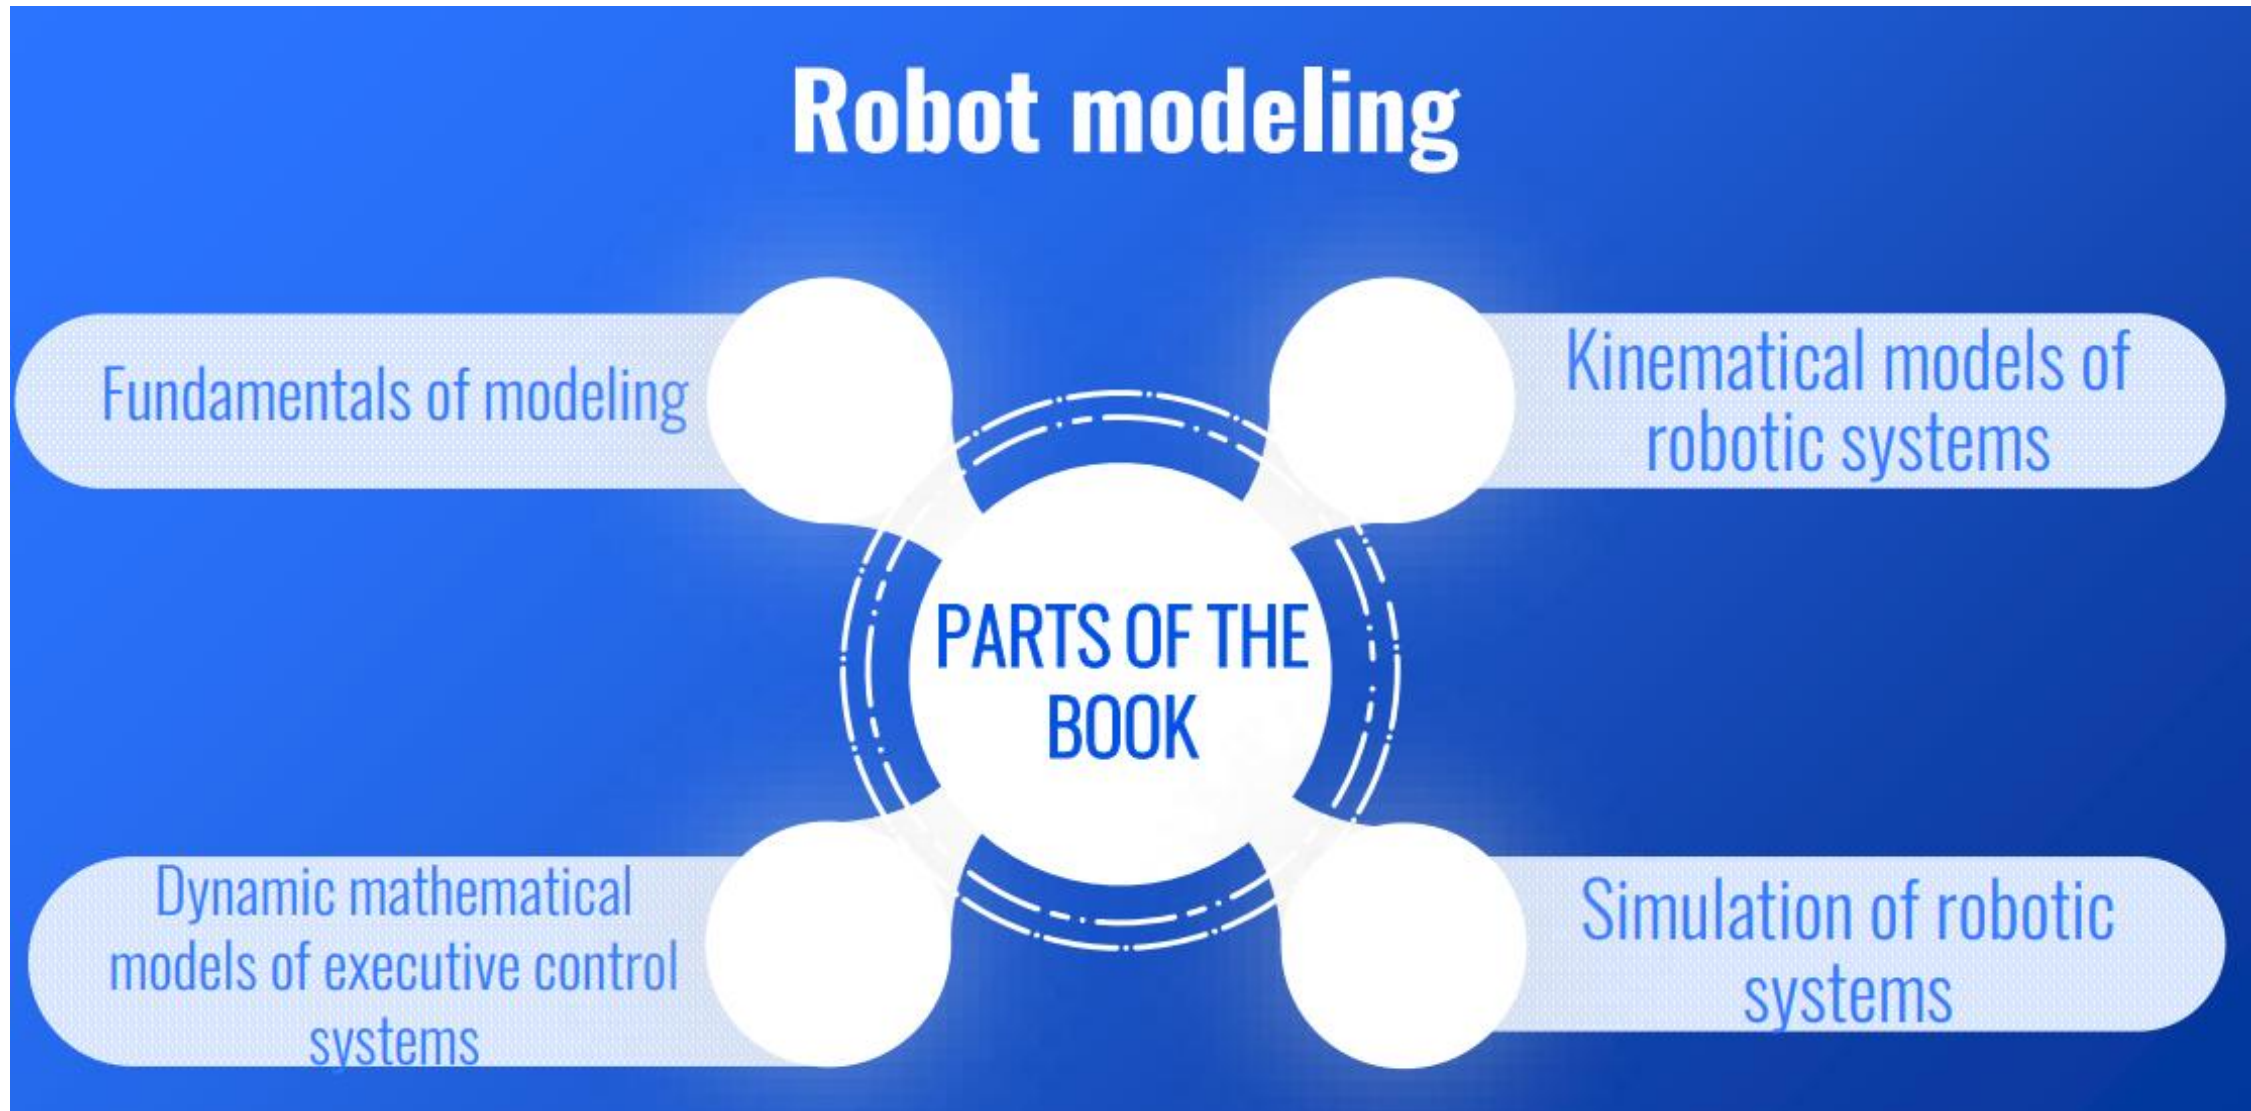 Robot modeling
Fundamentals of modeling
Kinematical models of
robotic systems
PARTS OF THE
BOOK
Dynamic mathematical
models of executive control
systems
Simulation of robotic
systems